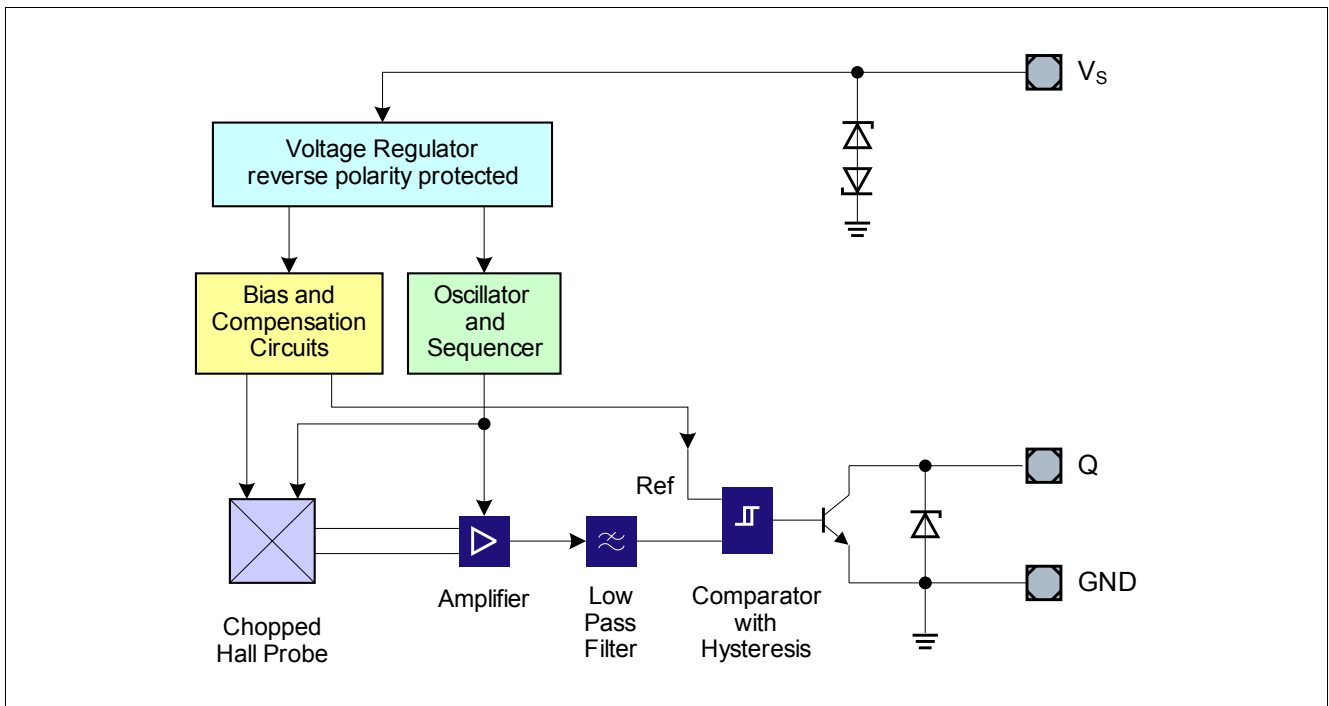 V_S
Voltage Regulator
reverse polarity protected
Bias and
Compensation
Circuits
Oscillator
and
Sequencer
Ref
Q
GND
Amplifier
Low
Pass
Filter
Comparator
with
Hysteresis
Chopped
Hall Probe